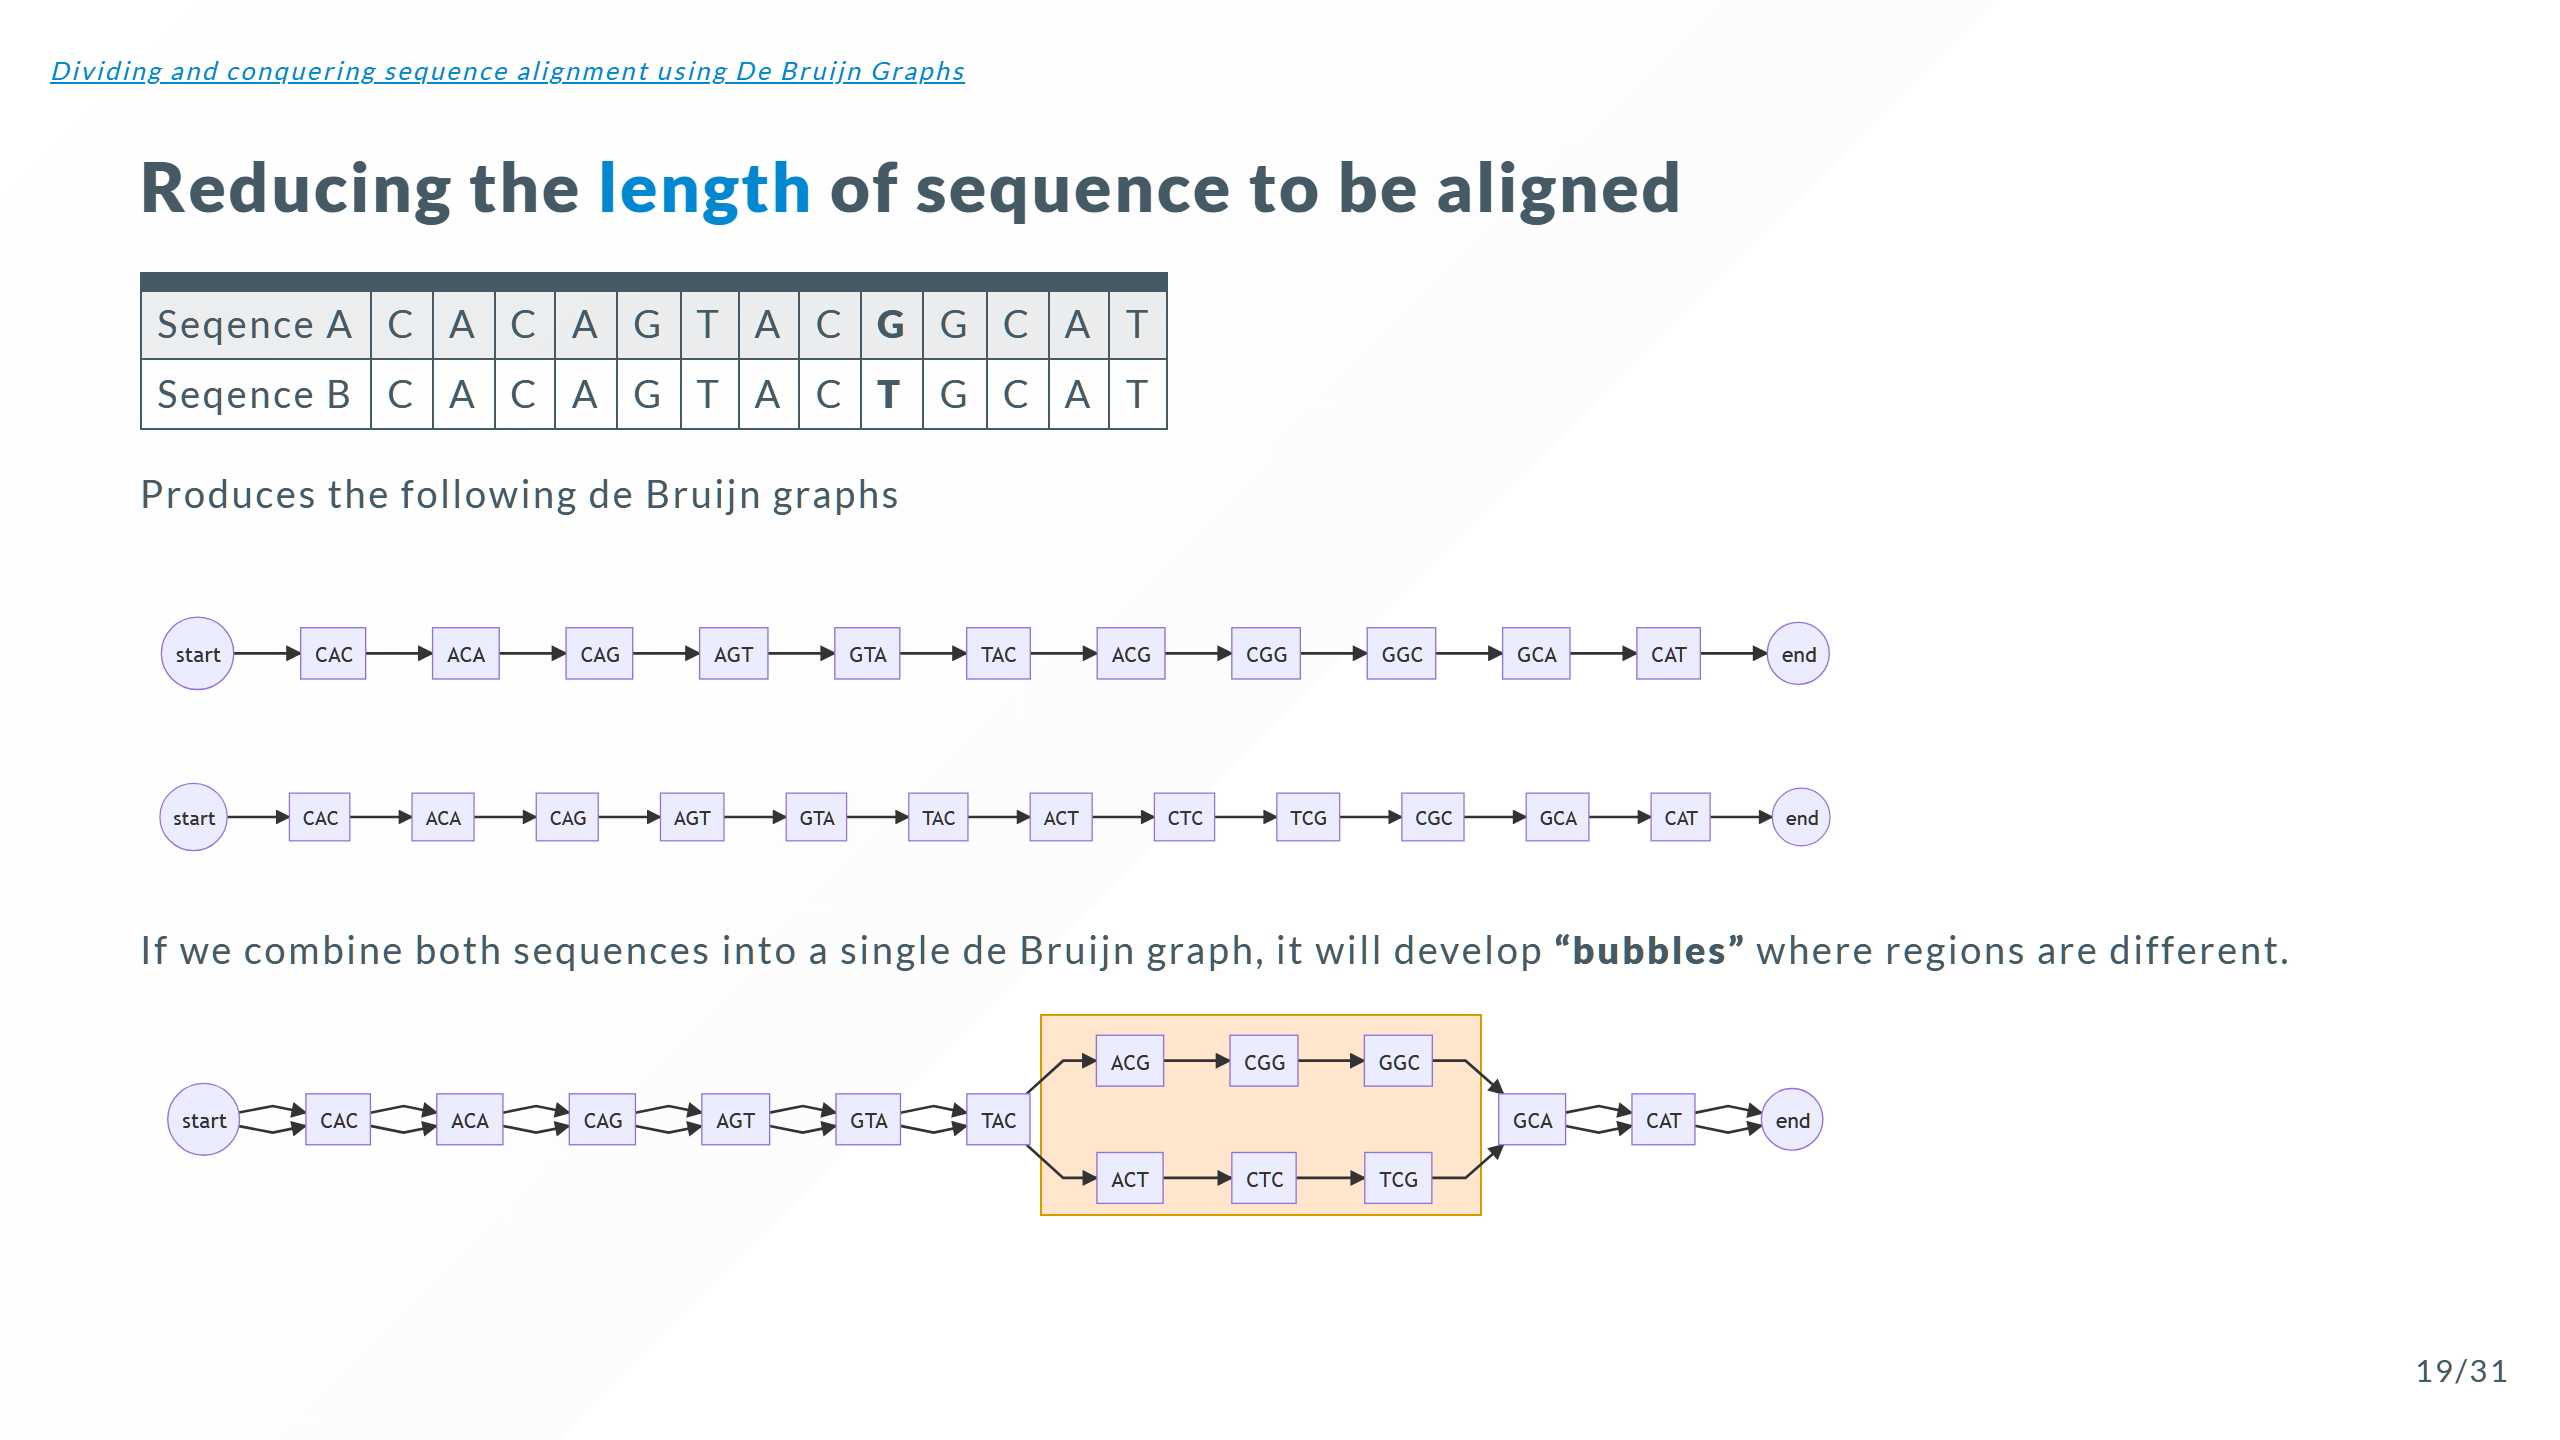 Dividing and conquering sequence alignment using De Bruijn Graphs
Reducing the length of sequence to be aligned
Seqence A C A C A G T A C G G C A T
Seqence B C A C A G T A C T G C A T
Produces the following de Bruijn graphs
start CAC ACA CAG AGT GTA TAC ACG CGG GGC GCA CAT end
start CAC ACA CAG AGT GTA TAC ACT CTC TCG CGC GCA CAT end
If we combine both sequences into a single de Bruijn graph, it will develop “bubbles” where regions are different.
ACG CGG GGC
start CAC ACA CAG AGT GTA TAC GCA CAT end
ACT CTC TCG
19/31